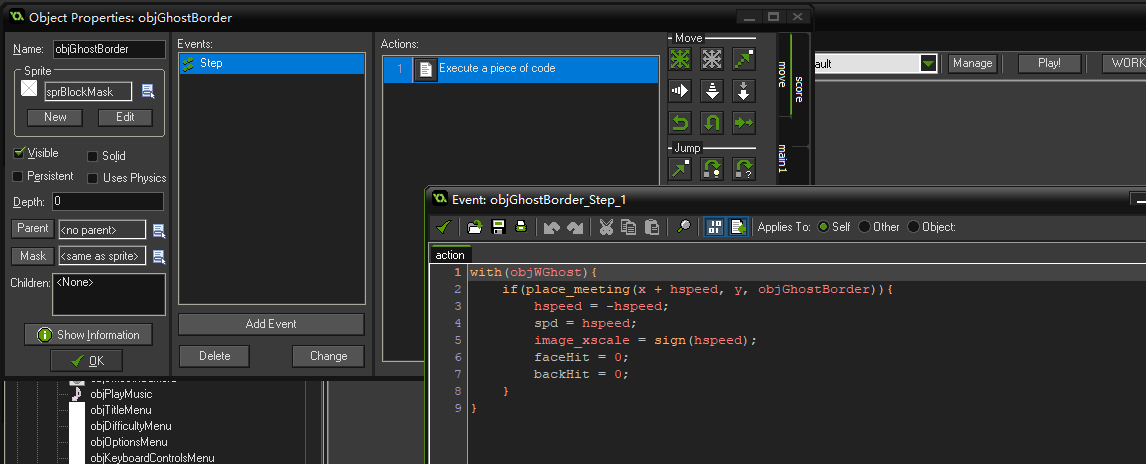 Object Properties: objGhostBorder
Name: objGhostBorder
Sprite
sprBlockMask
New Edit
Visible Solid
Persistent Uses Physics
Depth: 0
Parent <no parent>
Mask <same as sprite>
Children: <None>
Show Information
OK
Events:
Step
Add Event
Delete Change
Actions:
1 Execute a piece of code
Move
Jump
move
score
main1
Manage
Play!
WORK
Event: objGhostBorder_Step_1
Applies To: Self Other Object:
action
1 with(objWGhost){
2 if(place_meeting(x + hspeed, y, objGhostBorder)){
3 hspeed = -hspeed;
4 spd = hspeed;
5 image_xscale = sign(hspeed);
6 faceHit = 0;
7 backHit = 0;
8 }
9 }
objPlayMusic
objTitleMenu
objDifficultyMenu
objOptionsMenu
objKeyboardControlsMenu